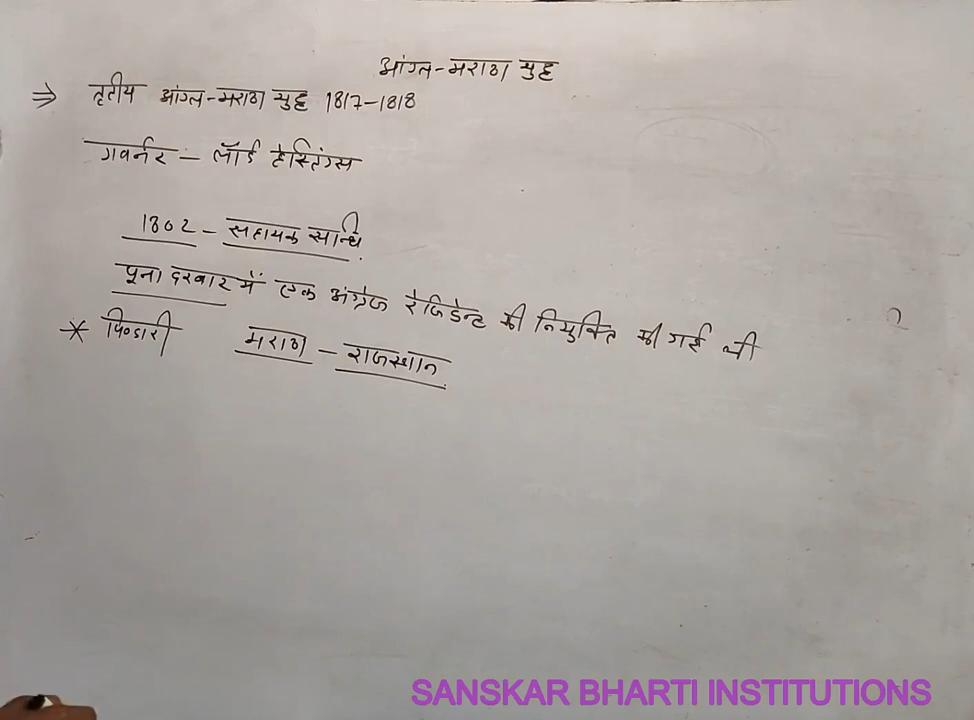 आंग्ल-मराठा युद्ध
⇒ तृतीय आंग्ल-मराठा युद्ध 1817-1818
गवर्नर - लॉर्ड हेस्टिंग्स
1802 - सहायक सन्धि
पूना दरबार में एक अंग्रेज रेजिडेन्ट की नियुक्ति की गई थी
* पिण्डारी मराठा - राजस्थान
SANSKAR BHARTI INSTITUTIONS